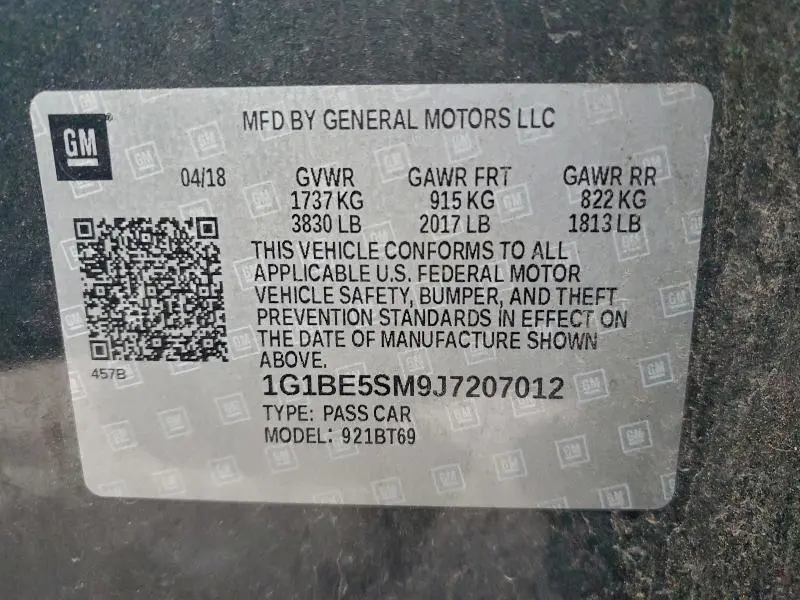 GM
MFD BY GENERAL MOTORS LLC
04/18 GVWR GAWR FRT GAWR RR
1737 KG 915 KG 822 KG
3830 LB 2017 LB 1813 LB
THIS VEHICLE CONFORMS TO ALL
APPLICABLE U.S. FEDERAL MOTOR
VEHICLE SAFETY, BUMPER, AND THEFT
PREVENTION STANDARDS IN EFFECT ON
THE DATE OF MANUFACTURE SHOWN
ABOVE.
457B
1G1BE5SM9J7207012
TYPE: PASS CAR
MODEL: 921BT69